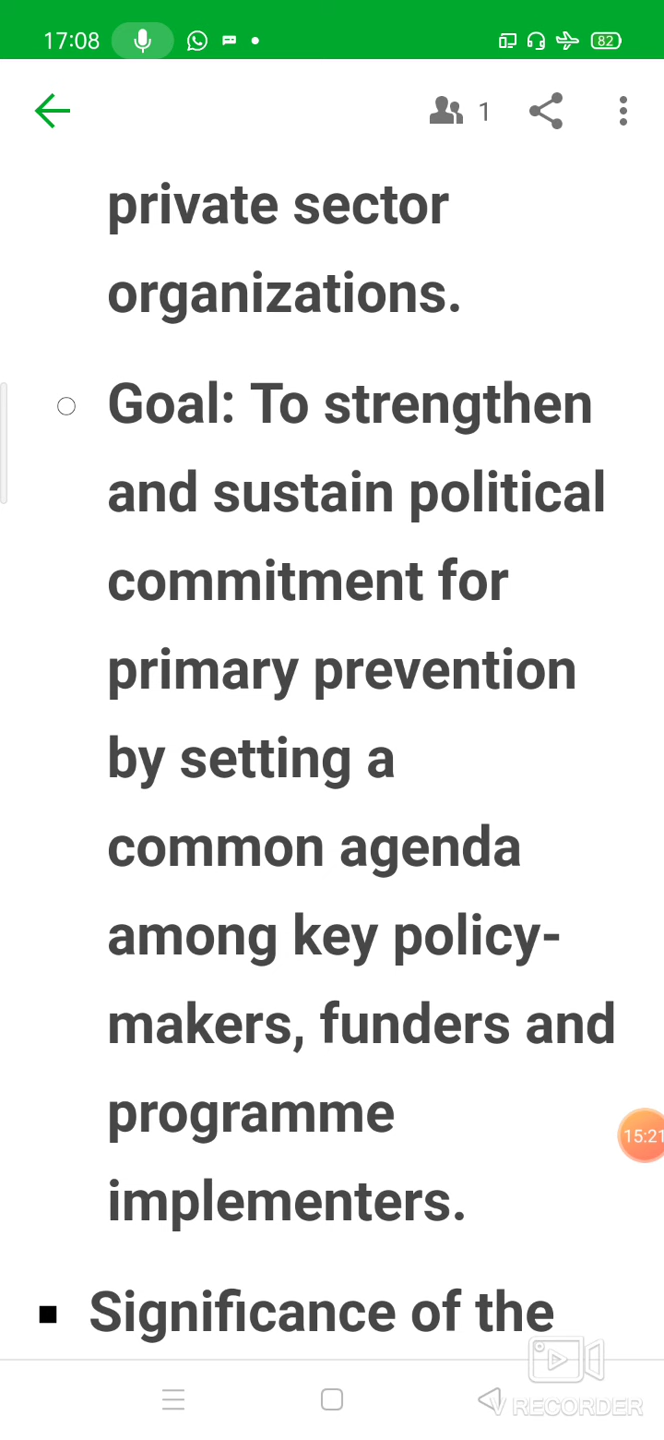 17:08
82
1
private sector
organizations.
Goal: To strengthen
and sustain political
commitment for
primary prevention
by setting a
common agenda
among key policy-
makers, funders and
programme
implementers.
15:21
Significance of the
V RECORDER